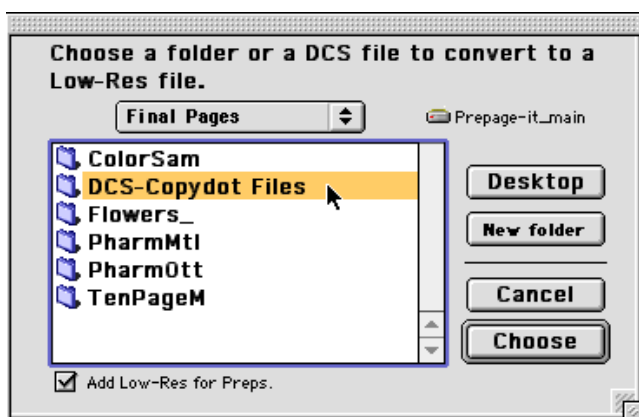 Choose a folder or a DCS file to convert to a
Low-Res file.
Final Pages
Prepage-it_main
ColorSam
DCS-Copydot Files
Flowers_
PharmMtl
PharmOtt
TenPageM
Desktop
New folder
Cancel
Choose
Add Low-Res for Preps.